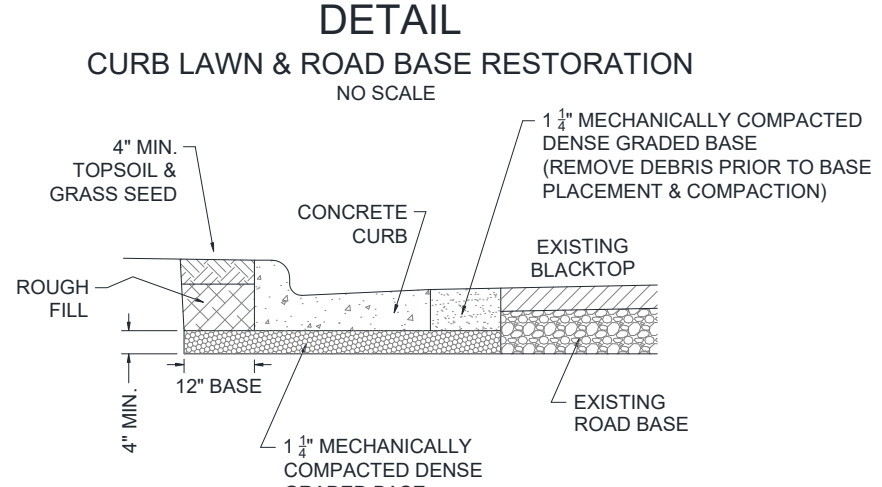 DETAIL
CURB LAWN & ROAD BASE RESTORATION
NO SCALE
4" MIN.
TOPSOIL &
GRASS SEED
CONCRETE
CURB
1 1/4" MECHANICALLY COMPACTED
DENSE GRADED BASE
(REMOVE DEBRIS PRIOR TO BASE
PLACEMENT & COMPACTION)
EXISTING
BLACKTOP
ROUGH
FILL
4" MIN.
12" BASE
EXISTING
ROAD BASE
1 1/4" MECHANICALLY
COMPACTED DENSE
GRADED BASE